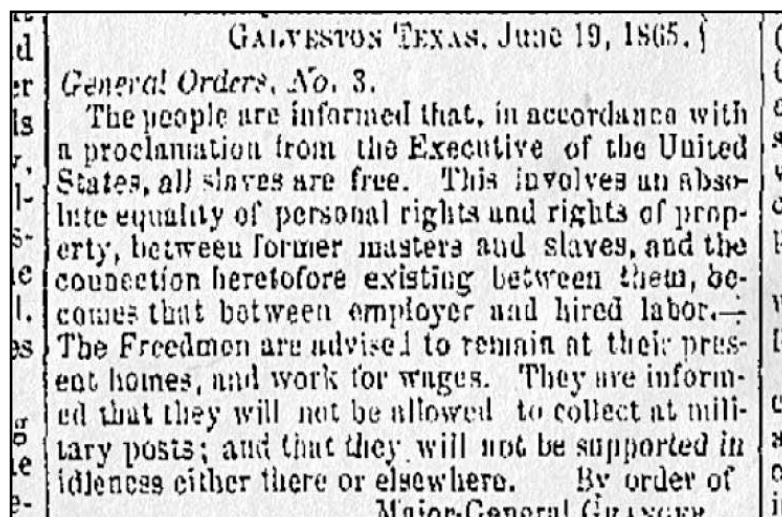 GALVESTON TEXAS, June 19, 1865.
General Orders, No. 3.
The people are informed that, in accordance with
a proclamation from the Executive of the United
States, all slaves are free. This involves an abso-
lute equality of personal rights and rights of prop-
erty, between former masters and slaves, and the
connection heretofore existing between them, be-
comes that between employer and hired labor.—
The Freedmen are advised to remain at their pres-
ent homes, and work for wages. They are inform-
ed that they will not be allowed to collect at mili-
tary posts; and that they will not be supported in
idleness either there or elsewhere. By order of
Major-General GRANGER